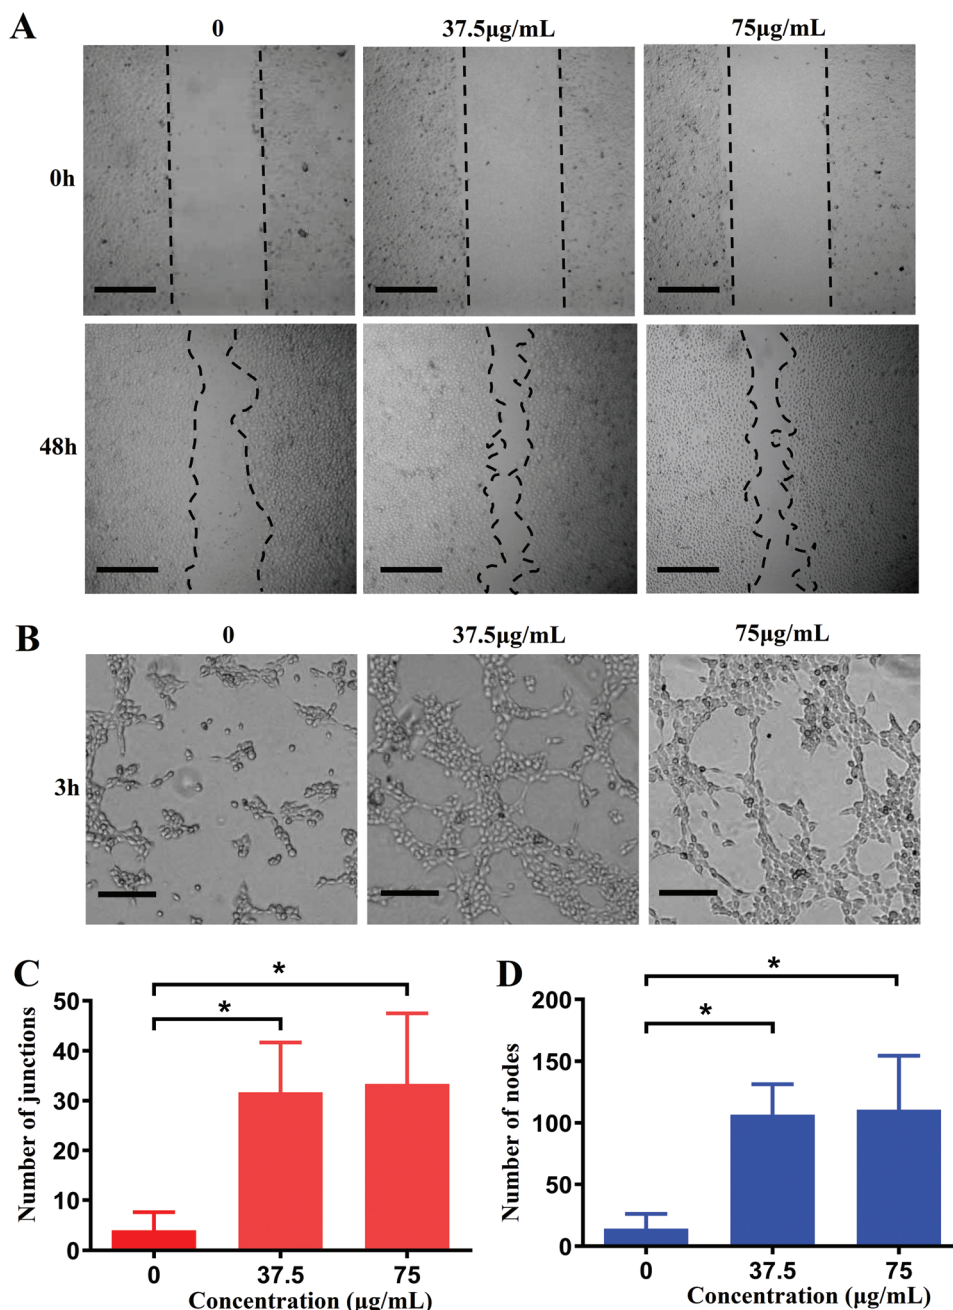 A
0
37.5μg/mL
75μg/mL
0h
48h
B
0
37.5μg/mL
75μg/mL
3h
C
*
*
50
40
30
20
10
0
Number of junctions
0
37.5
75
Concentration (μg/mL)
D
*
*
200
150
100
50
0
Number of nodes
0
37.5
75
Concentration (μg/mL)